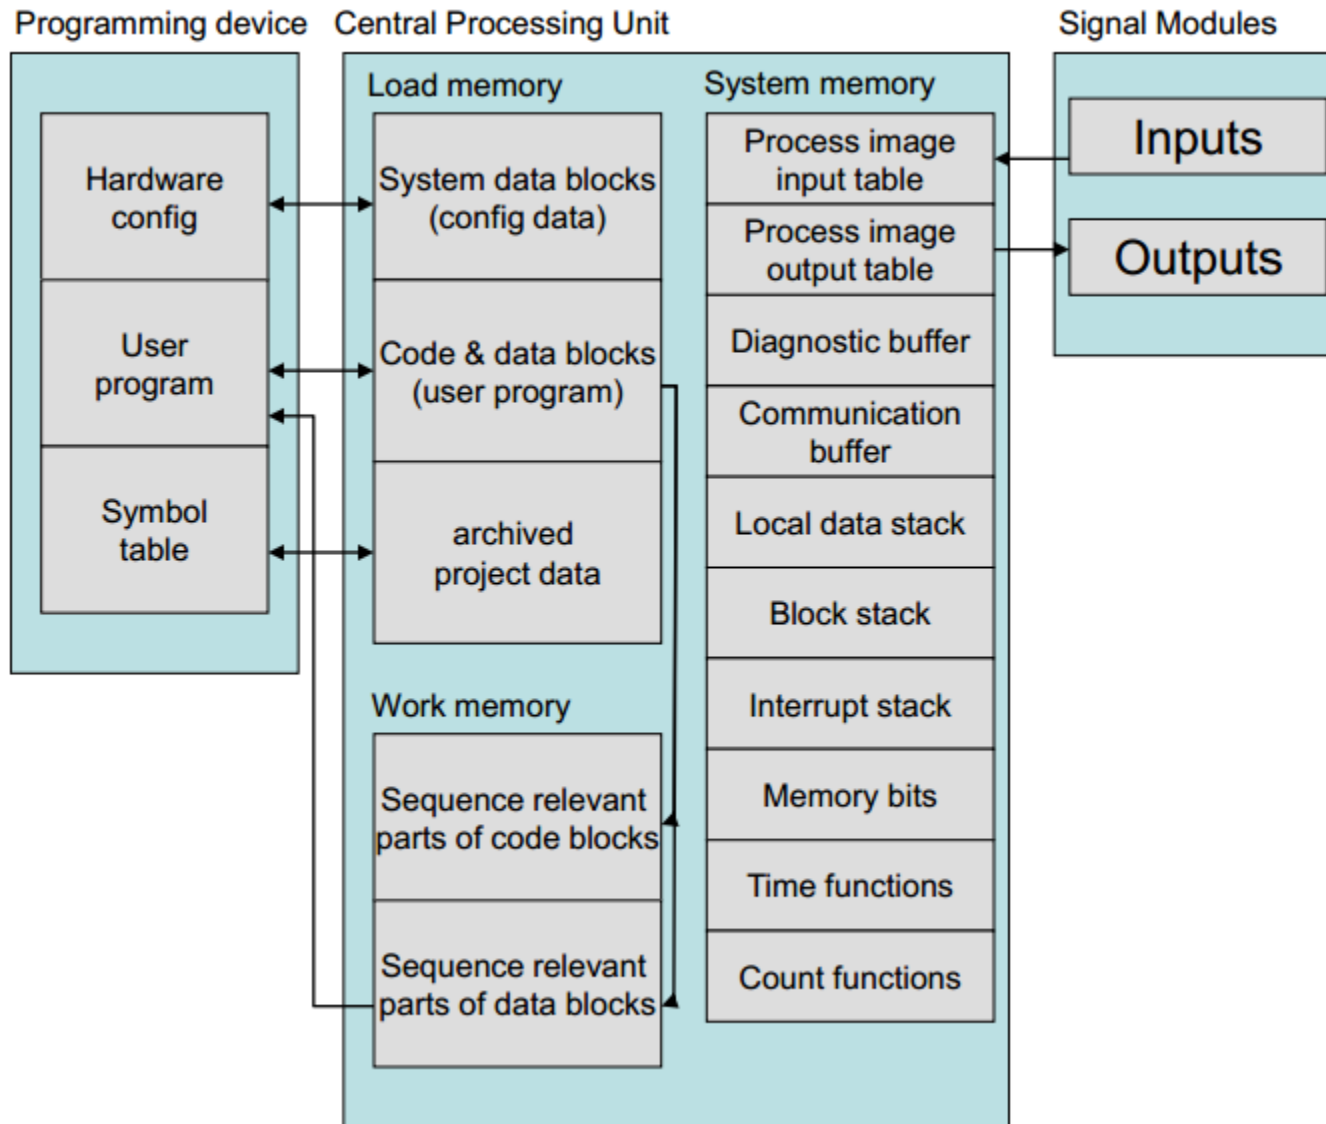 Programming device
Central Processing Unit
Signal Modules
Hardware
config
User
program
Symbol
table
Load memory
System data blocks
(config data)
Code & data blocks
(user program)
archived
project data
Work memory
Sequence relevant
parts of code blocks
Sequence relevant
parts of data blocks
System memory
Process image
input table
Process image
output table
Diagnostic buffer
Communication
buffer
Local data stack
Block stack
Interrupt stack
Memory bits
Time functions
Count functions
Inputs
Outputs